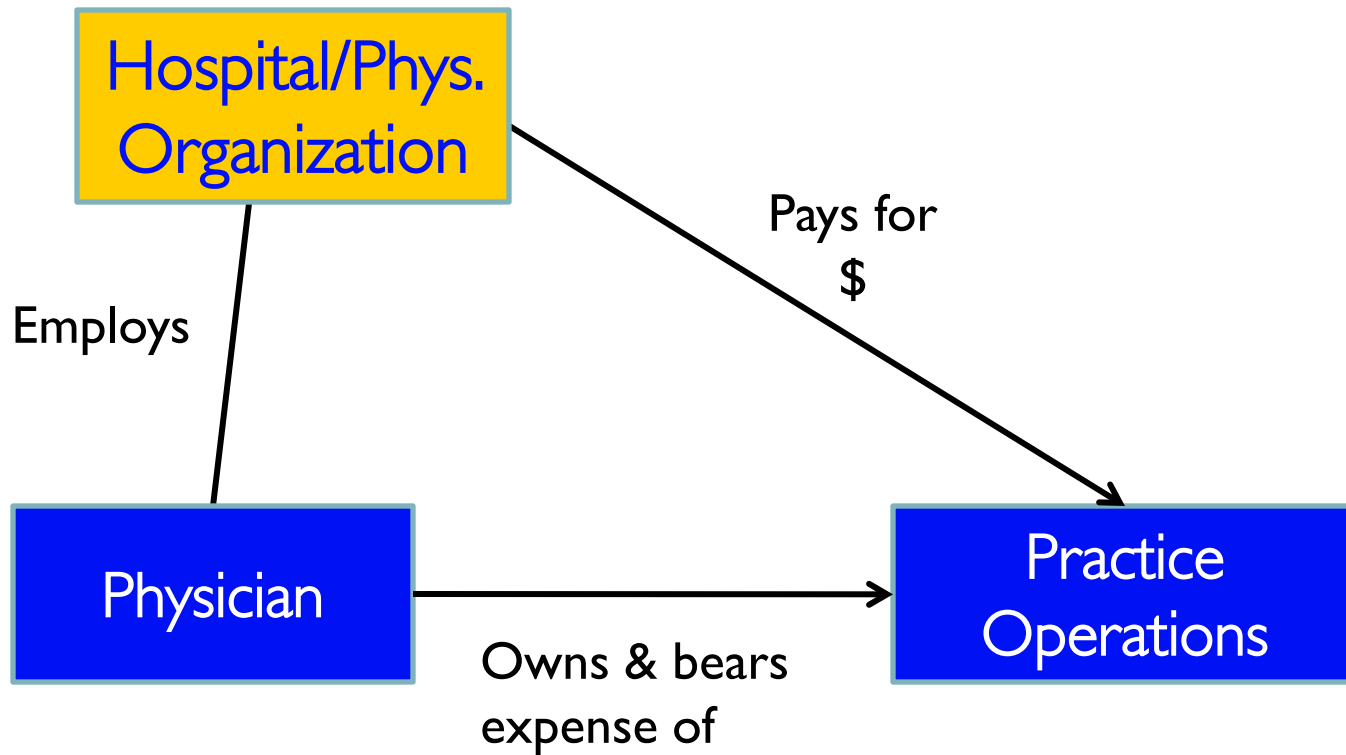 Hospital/Phys.
Organization
Pays for
$
Employs
Physician
Practice
Operations
Owns & bears
expense of